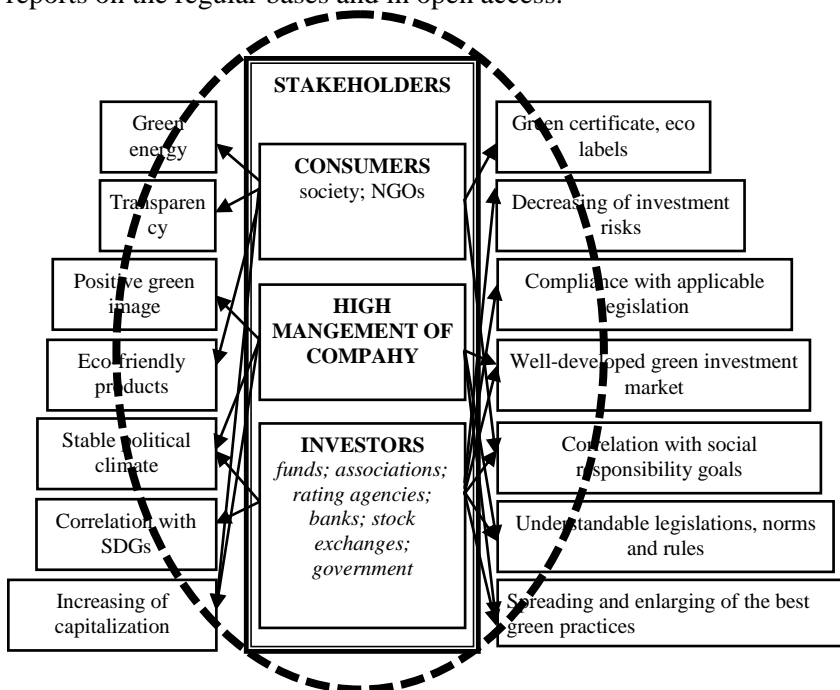 reports on the regular bases and in open access.
STAKEHOLDERS
Green
energy
Transparen
cy
Positive green
image
Eco-friendly
products
Stable political
climate
Correlation with
SDGs
Increasing of
capitalization
CONSUMERS
society; NGOs
HIGH
MANGEMENT OF
COMPAHY
INVESTORS
funds; associations;
rating agencies;
banks; stock
exchanges;
government
Green certificate, eco
labels
Decreasing of investment
risks
Compliance with applicable
legislation
Well-developed green investment
market
Correlation with social
responsibility goals
Understandable legislations, norms
and rules
Spreading and enlarging of the best
green practices